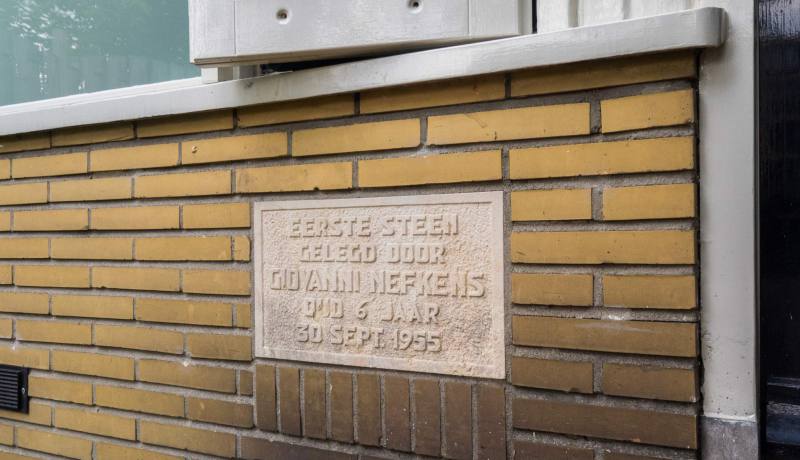 EERSTE STEEN
GELEGD DOOR
GIOVANNI NEFKENS
OUD 6 JAAR
30 SEPT. 1955